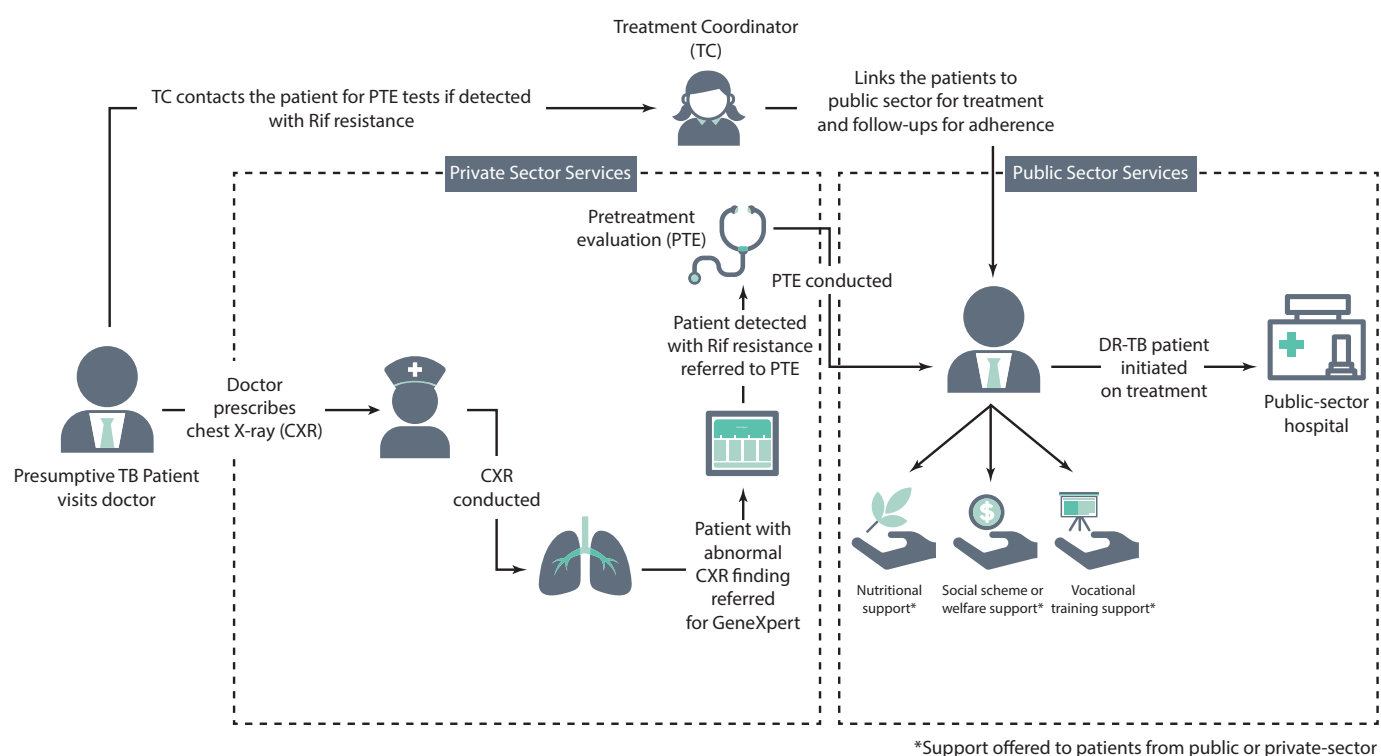 Treatment Coordinator
(TC)
TC contacts the patient for PTE tests if detected
with Rif resistance
Links the patients to
public sector for treatment
and follow-ups for adherence
Private Sector Services
Public Sector Services
Pretreatment
evaluation (PTE)
PTE conducted
Patient detected
with Rif resistance
referred to PTE
DR-TB patient
initiated
on treatment
Public-sector
hospital
Doctor
prescribes
chest X-ray (CXR)
Presumptive TB Patient
visits doctor
CXR
conducted
Patient with
abnormal
CXR finding
referred
for GeneXpert
$
Nutritional
support*
Social scheme or
welfare support*
Vocational
training support*
*Support offered to patients from public or private-sector